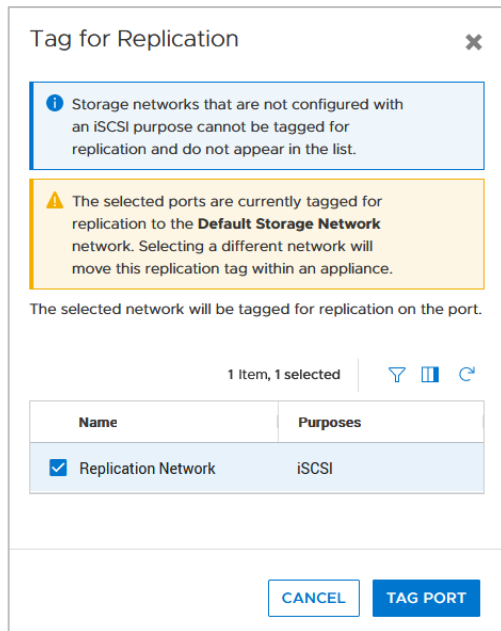 Tag for Replication
Storage networks that are not configured with
an iSCSI purpose cannot be tagged for
replication and do not appear in the list.
The selected ports are currently tagged for
replication to the Default Storage Network
network. Selecting a different network will
move this replication tag within an appliance.
The selected network will be tagged for replication on the port.
1 Item, 1 selected
Name Purposes
Replication Network iSCSI
CANCEL TAG PORT